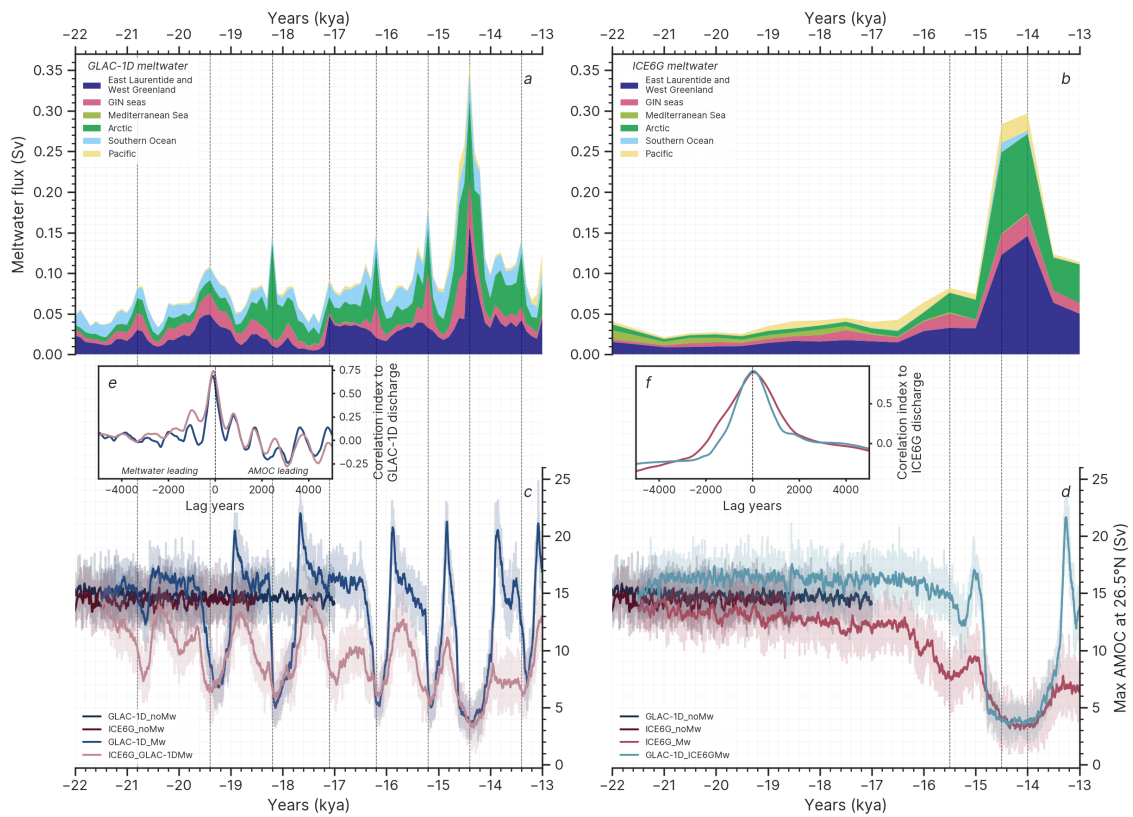 Years (kya)
−22 −21 −20 −19 −18 −17 −16 −15 −14 −13
Meltwater flux (Sv)
0.35
0.30
0.25
0.20
0.15
0.10
0.05
0.00
GLAC-1D meltwater
a
East Laurentide and
West Greenland
GIN seas
Mediterranean Sea
Arctic
Southern Ocean
Pacific
Years (kya)
−22 −21 −20 −19 −18 −17 −16 −15 −14 −13
0.35
0.30
0.25
0.20
0.15
0.10
0.05
0.00
ICE6G meltwater
b
East Laurentide and
West Greenland
GIN seas
Mediterranean Sea
Arctic
Southern Ocean
Pacific
e
0.75
0.50
0.25
0.00
−0.25
Corelation index to
GLAC-1D discharge
Meltwater leading
AMOC leading
−4000 −2000 0 2000 4000
Lag years
f
0.5
0.0
Corelation index to
ICE6G discharge
−4000 −2000 0 2000 4000
Lag years
c
25
20
15
10
5
0
GLAC-1D_noMw
ICE6G_noMw
GLAC-1D_Mw
ICE6G_GLAC-1DMw
−22 −21 −20 −19 −18 −17 −16 −15 −14 −13
Years (kya)
d
25
20
15
10
5
0
Max AMOC at 26.5°N (Sv)
GLAC-1D_noMw
ICE6G_noMw
ICE6G_Mw
GLAC-1D_ICE6GMw
−22 −21 −20 −19 −18 −17 −16 −15 −14 −13
Years (kya)